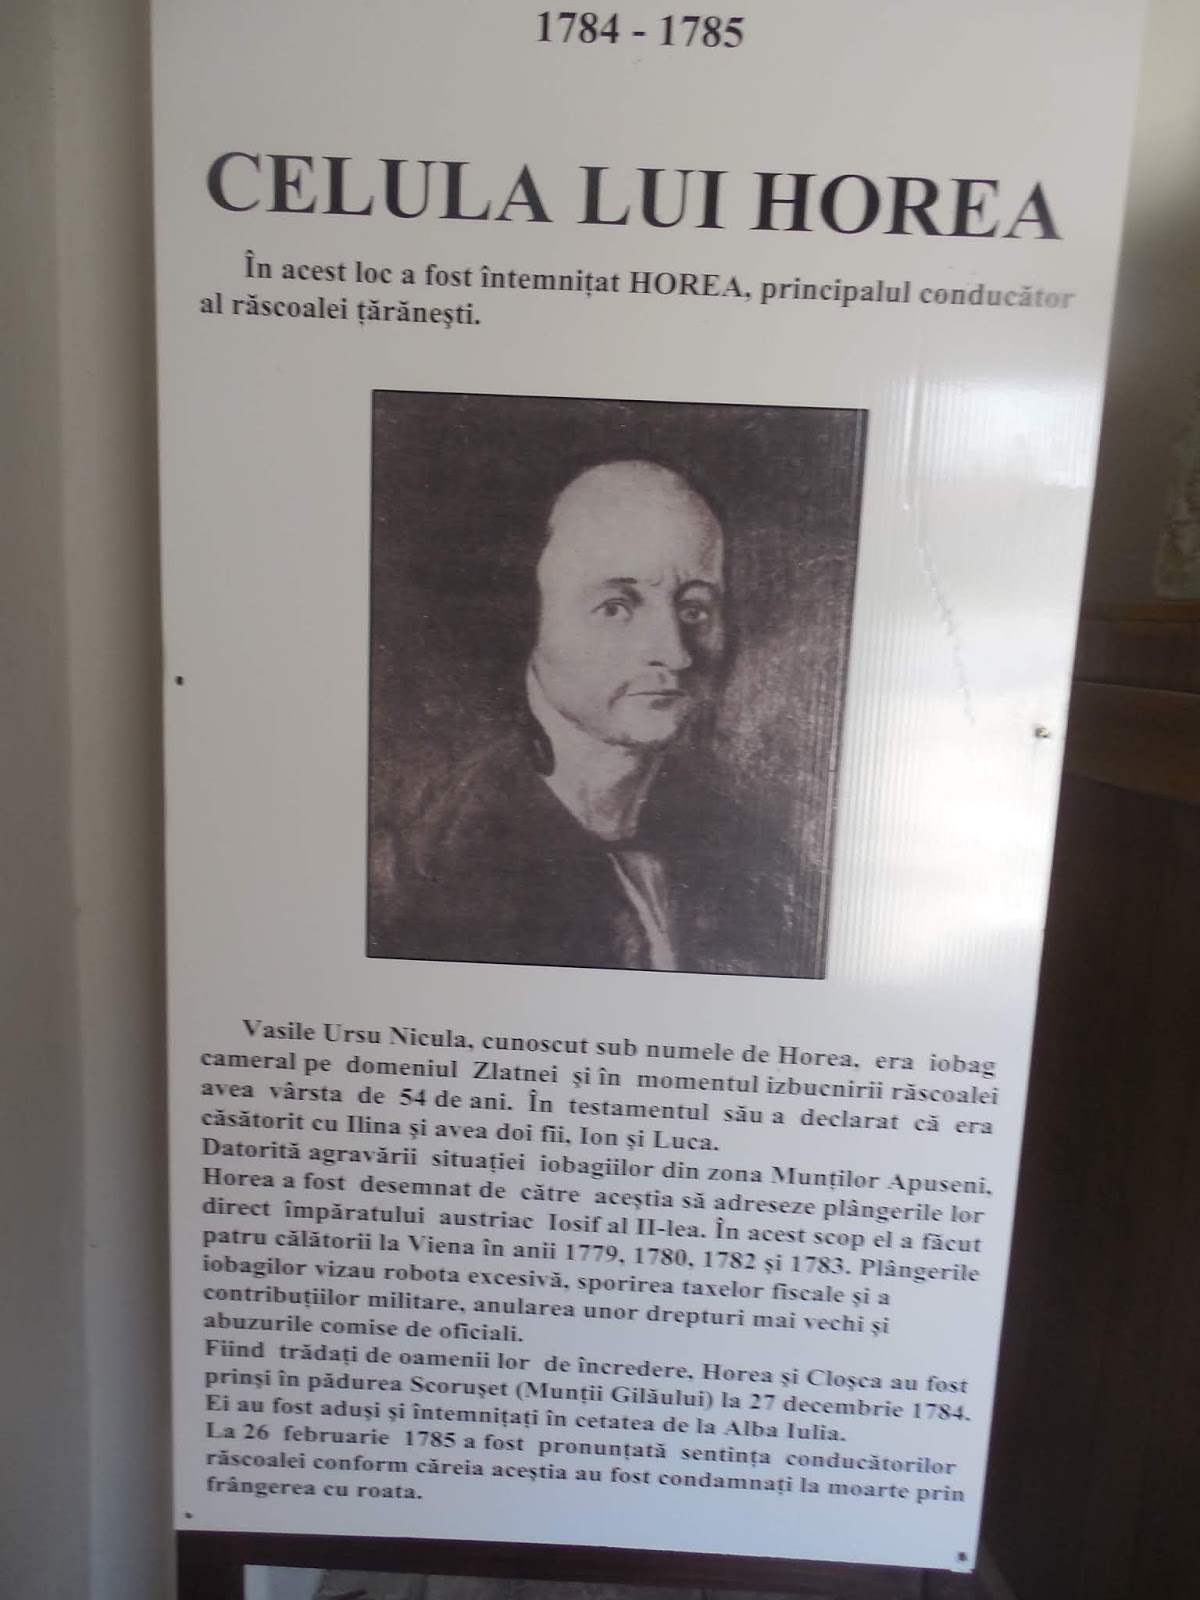 1784 - 1785
CELULA LUI HOREA
În acest loc a fost întemnițat HOREA, principalul conducător
al răscoalei țărănești.
Vasile Ursu Nicula, cunoscut sub numele de Horea, era iobag
cameral pe domeniul Zlatnei și în momentul izbucnirii răscoalei
avea vârsta de 54 de ani. În testamentul său a declarat că era
căsătorit cu Ilina și avea doi fii, Ion și Luca.
Datorită agravării situației iobagiilor din zona Munților Apuseni,
Horea a fost desemnat de către aceștia să adreseze plângerile lor
direct împăratului austriac Iosif al II-lea. În acest scop el a făcut
patru călătorii la Viena în anii 1779, 1780, 1782 și 1783. Plângerile
iobagilor vizau robota excesivă, sporirea taxelor fiscale și a
contribuțiilor militare, anularea unor drepturi mai vechi și
abuzurile comise de oficiali.
Fiind trădați de oamenii lor de încredere, Horea și Cloșca au fost
prinși în pădurea Scorușet (Munții Gilăului) la 27 decembrie 1784.
Ei au fost aduși și întemnițați în cetatea de la Alba Iulia.
La 26 februarie 1785 a fost pronunțată sentința conducătorilor
răscoalei conform căreia aceștia au fost condamnați la moarte prin
frângerea cu roata.